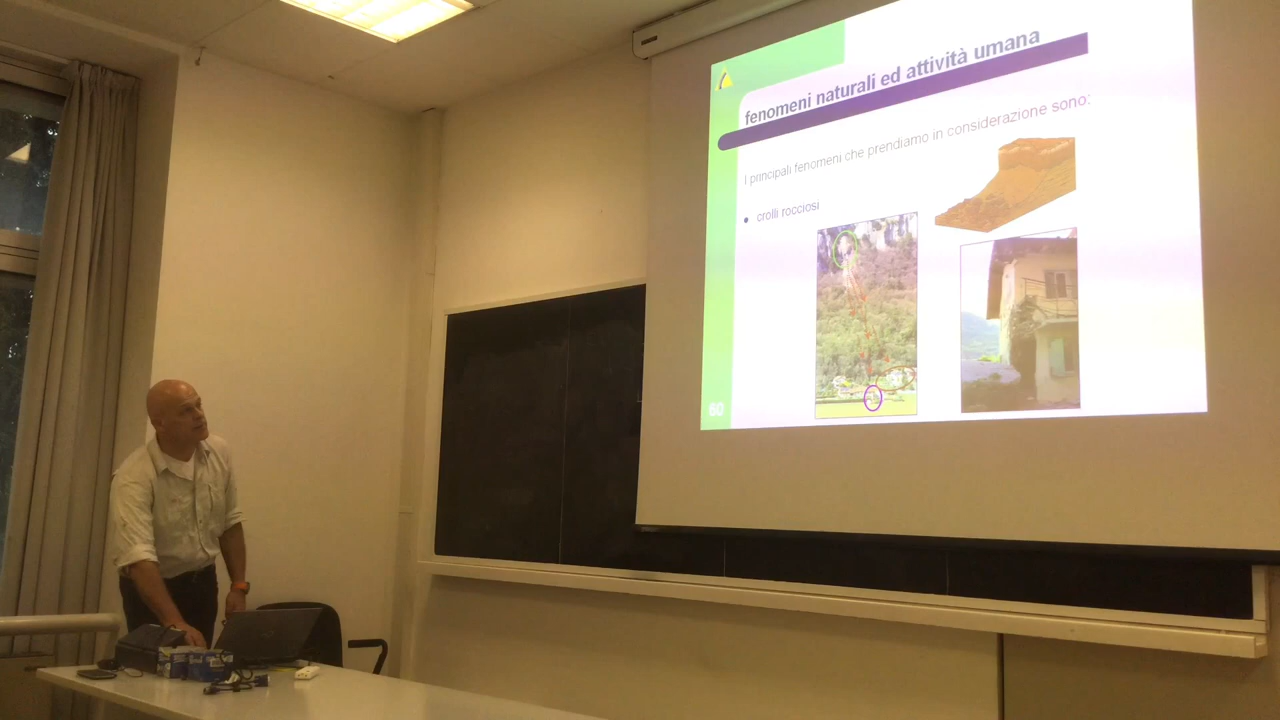 fenomeni naturali ed attività umana
I principali fenomeni che prendiamo in considerazione sono:
• crolli rocciosi
60